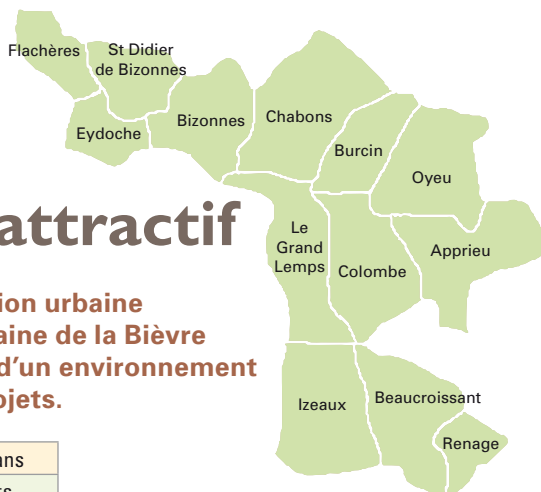 Flachères
St Didier
de Bizonnes
Eydoche
Bizonnes
Chabons
Burcin
Oyeu
attractif
Le
Grand
Lemps
Colombe
Apprieu
ion urbaine
aine de la Bièvre
d'un environnement
jets.
Izeaux
Beaucroissant
Renage
ans